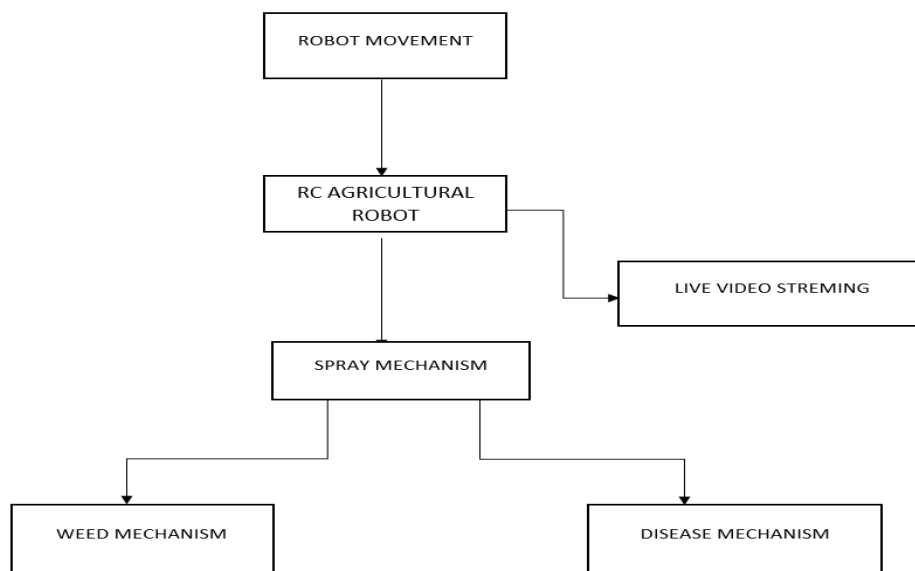 ROBOT MOVEMENT
RC AGRICULTURAL
ROBOT
LIVE VIDEO STREMING
SPRAY MECHANISM
WEED MECHANISM
DISEASE MECHANISM